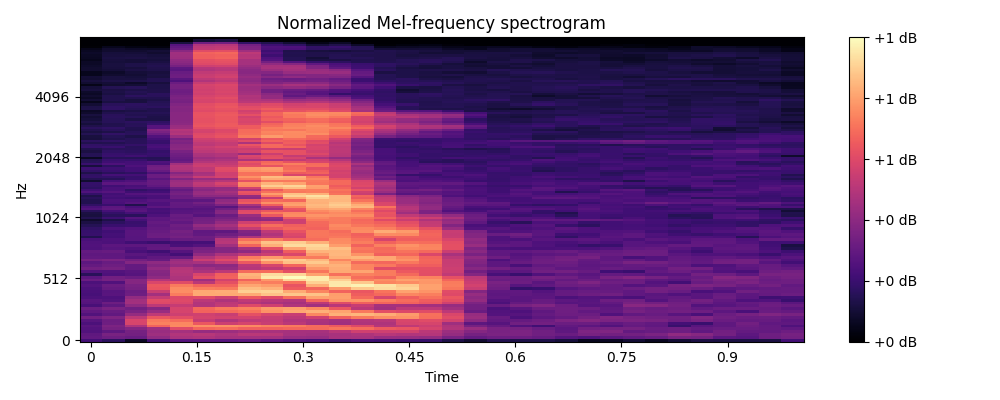 Normalized Mel-frequency spectrogram
Hz
4096
2048
1024
512
0
0 0.15 0.3 0.45 0.6 0.75 0.9
Time
+1 dB
+1 dB
+1 dB
+0 dB
+0 dB
+0 dB